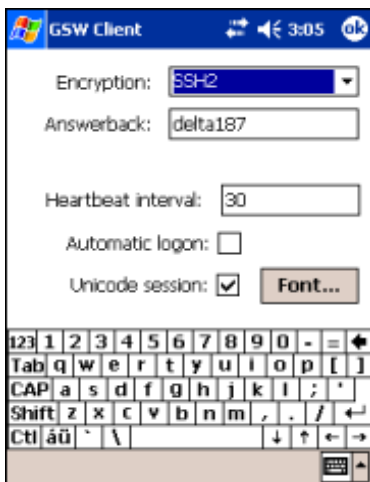 GSW Client 3:05 ok
Encryption: SSH2
Answerback: delta187
Heartbeat interval: 30
Automatic logon:
Unicode session: Font...
123 1 2 3 4 5 6 7 8 9 0 - =
Tab q w e r t y u i o p [ ]
CAP a s d f g h j k l ; '
Shift z x c v b n m , . /
Ctl áü ` \